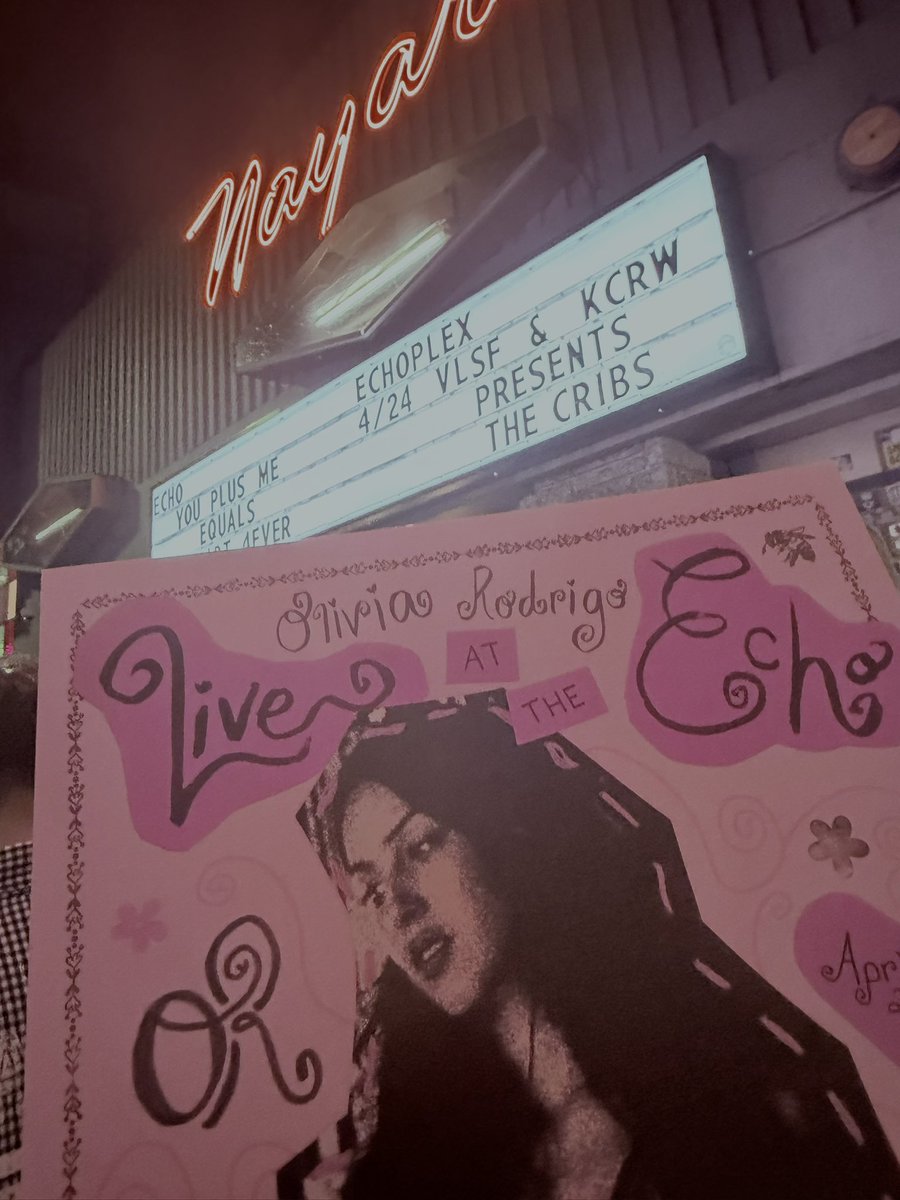 Nayar
ECHOPLEX
4/24 VLSF & KCRW
PRESENTS
THE CRIBS
ECHO
YOU PLUS ME
EQUALS
4EVER
Olivia Rodrigo
Live AT THE Echo
OR